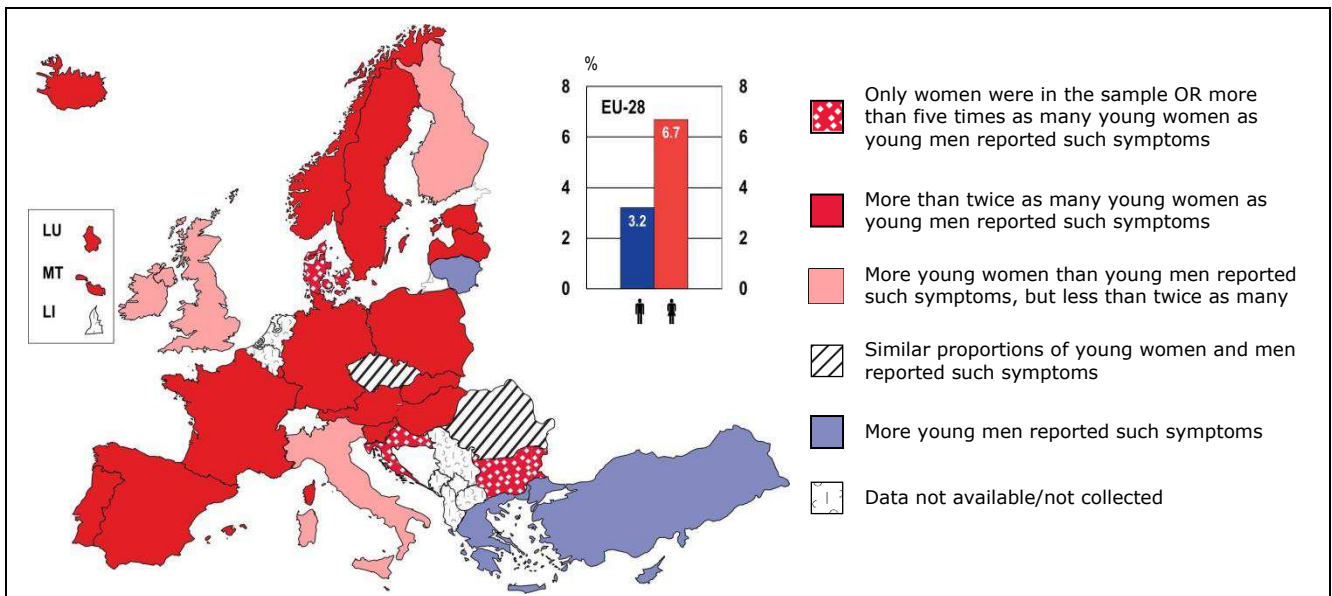 %
8
8
EU-28
6
6.7
6
4
4
3.2
2
2
0
0
LU
MT
LI
Only women were in the sample OR more
than five times as many young women as
young men reported such symptoms
More than twice as many young women as
young men reported such symptoms
More young women than young men reported
such symptoms, but less than twice as many
Similar proportions of young women and men
reported such symptoms
More young men reported such symptoms
Data not available/not collected